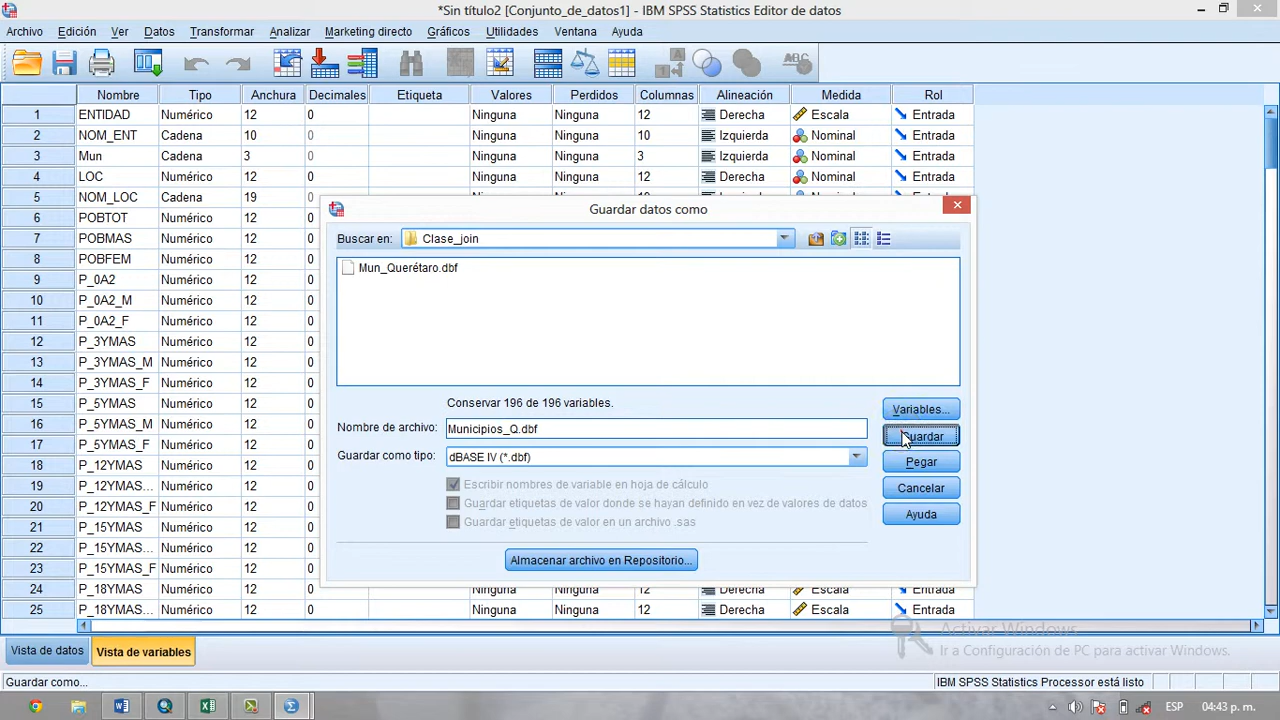 *Sin título2 [Conjunto_de_datos1] - IBM SPSS Statistics Editor de datos
Archivo Edición Ver Datos Transformar Analizar Marketing directo Gráficos Utilidades Ventana Ayuda
Nombre Tipo Anchura Decimales Etiqueta Valores Perdidos Columnas Alineación Medida Rol
1 ENTIDAD Numérico 12 0 Ninguna Ninguna 12 Derecha Escala Entrada
2 NOM_ENT Cadena 10 0 Ninguna Ninguna 10 Izquierda Nominal Entrada
3 Mun Cadena 3 0 Ninguna Ninguna 3 Izquierda Nominal Entrada
4 LOC Numérico 12 0 Ninguna Ninguna 12 Derecha Nominal Entrada
5 NOM_LOC Cadena 19 0 Ninguna Ninguna Izquierda Nominal Entrada
6 POBTOT Numérico 12 0
7 POBMAS Numérico 12 0
8 POBFEM Numérico 12 0
9 P_0A2 Numérico 12 0
10 P_0A2_M Numérico 12 0
11 P_0A2_F Numérico 12 0
12 P_3YMAS Numérico 12 0
13 P_3YMAS_M Numérico 12 0
14 P_3YMAS_F Numérico 12 0
15 P_5YMAS Numérico 12 0
16 P_5YMAS_M Numérico 12 0
17 P_5YMAS_F Numérico 12 0
18 P_12YMAS Numérico 12 0
19 P_12YMAS... Numérico 12 0
20 P_12YMAS_F Numérico 12 0
21 P_15YMAS Numérico 12 0
22 P_15YMAS... Numérico 12 0
23 P_15YMAS_F Numérico 12 0
24 P_18YMAS Numérico 12 0 Ninguna Ninguna 12 Derecha Escala Entrada
25 P_18YMAS... Numérico 12 0 Ninguna Ninguna 12 Derecha Escala Entrada
Guardar datos como
Buscar en: Clase_join
Mun_Querétaro.dbf
Conservar 196 de 196 variables.
Variables...
Nombre de archivo: Municipios_Q.dbf
Guardar
Guardar como tipo: dBASE IV (*.dbf)
Pegar
Escribir nombres de variable en hoja de cálculo
Cancelar
Guardar etiquetas de valor donde se hayan definido en vez de valores de datos
Ayuda
Guardar etiquetas de valor en un archivo .sas
Almacenar archivo en Repositorio...
Activar Windows
Ir a Configuración de PC para activar Windows.
Vista de datos Vista de variables
Guardar como... IBM SPSS Statistics Processor está listo
ESP 04:43 p. m.